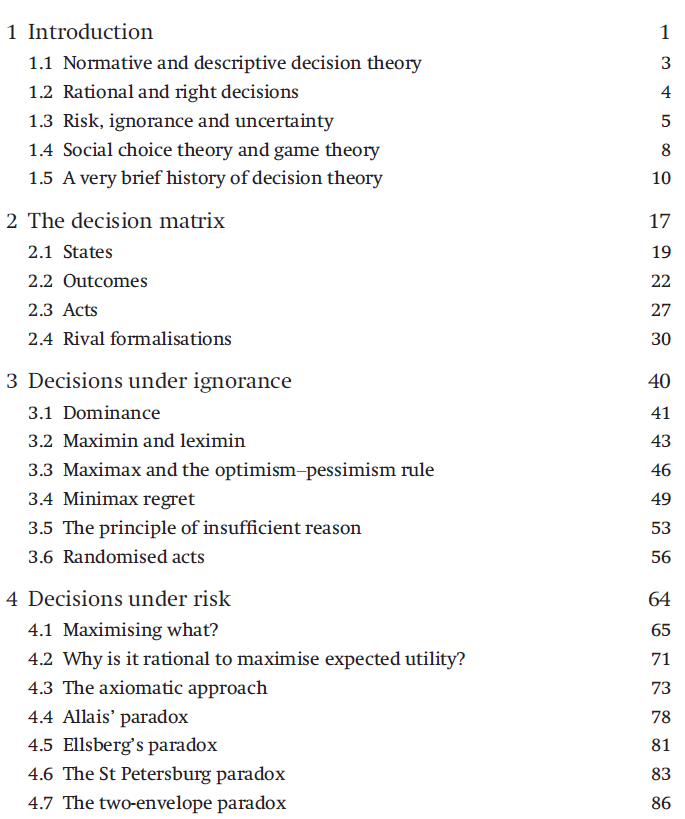 1 Introduction 1
1.1 Normative and descriptive decision theory 3
1.2 Rational and right decisions 4
1.3 Risk, ignorance and uncertainty 5
1.4 Social choice theory and game theory 8
1.5 A very brief history of decision theory 10
2 The decision matrix 17
2.1 States 19
2.2 Outcomes 22
2.3 Acts 27
2.4 Rival formalisations 30
3 Decisions under ignorance 40
3.1 Dominance 41
3.2 Maximin and leximin 43
3.3 Maximax and the optimism–pessimism rule 46
3.4 Minimax regret 49
3.5 The principle of insufficient reason 53
3.6 Randomised acts 56
4 Decisions under risk 64
4.1 Maximising what? 65
4.2 Why is it rational to maximise expected utility? 71
4.3 The axiomatic approach 73
4.4 Allais’ paradox 78
4.5 Ellsberg’s paradox 81
4.6 The St Petersburg paradox 83
4.7 The two-envelope paradox 86